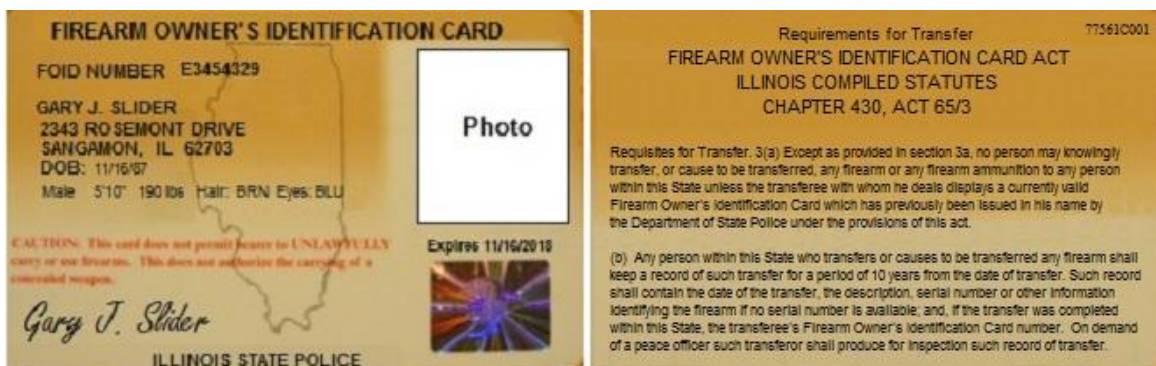 FIREARM OWNER'S IDENTIFICATION CARD
FOID NUMBER E3454329
GARY J. SLIDER
2343 ROSEMONT DRIVE
SANGAMON, IL 62703
DOB: 11/16/67
Male 5'10" 190 lbs Hair: BRN Eyes: BLU
Photo
CAUTION: This card does not permit bearer to UNLAWFULLY
carry or use firearms. This does not authorize the carrying of a
concealed weapon.
Expires 11/16/2018
Gary J. Slider
ILLINOIS STATE POLICE
77561C001
Requirements for Transfer
FIREARM OWNER'S IDENTIFICATION CARD ACT
ILLINOIS COMPILED STATUTES
CHAPTER 430, ACT 65/3
Requisites for Transfer. 3(a) Except as provided in section 3a, no person may knowingly
transfer, or cause to be transferred, any firearm or any firearm ammunition to any person
within this State unless the transferee with whom he deals displays a currently valid
Firearm Owner's Identification Card which has previously been issued in his name by
the Department of State Police under the provisions of this act.
(b) Any person within this State who transfers or causes to be transferred any firearm shall
keep a record of such transfer for a period of 10 years from the date of transfer. Such record
shall contain the date of the transfer, the description, serial number or other information
identifying the firearm if no serial number is available; and, if the transfer was completed
within this State, the transferee's Firearm Owner's Identification Card number. On demand
of a peace officer such transferor shall produce for inspection such record of transfer.